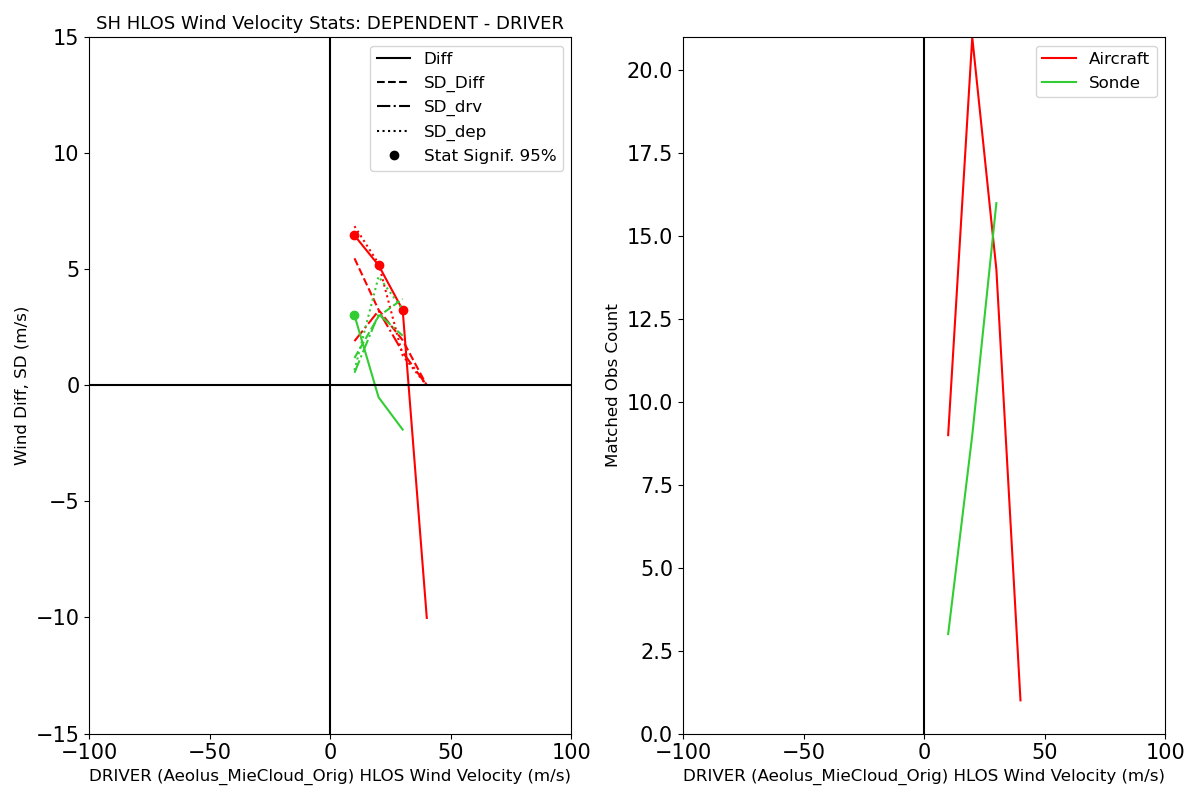 SH HLOS Wind Velocity Stats: DEPENDENT - DRIVER
15
10
5
0
−5
−10
−15
Wind Diff, SD (m/s)
Diff
SD_Diff
SD_drv
SD_dep
Stat Signif. 95%
−100
−50
0
50
100
DRIVER (Aeolus_MieCloud_Orig) HLOS Wind Velocity (m/s)
20.0
17.5
15.0
12.5
10.0
7.5
5.0
2.5
0.0
Matched Obs Count
Aircraft
Sonde
−100
−50
0
50
100
DRIVER (Aeolus_MieCloud_Orig) HLOS Wind Velocity (m/s)